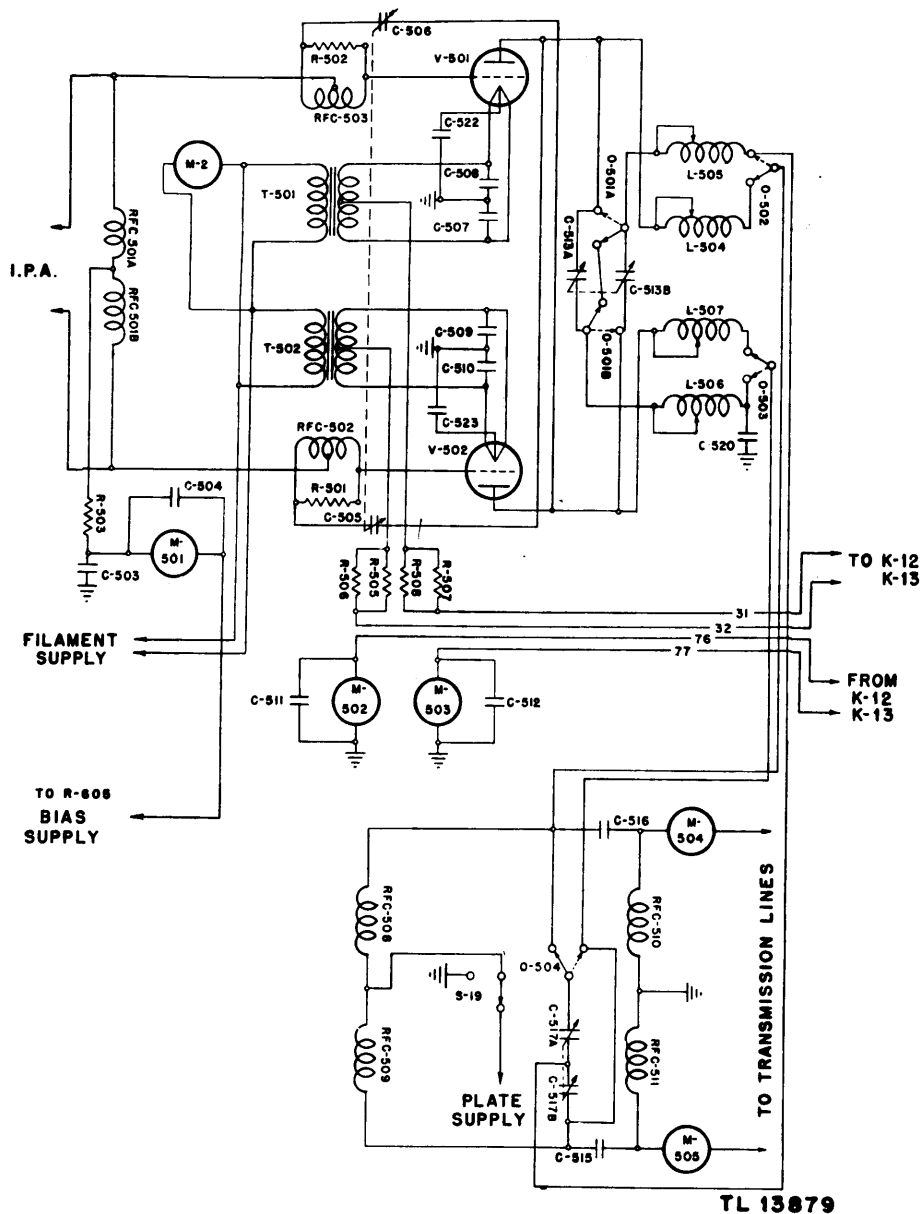 C-506
R-502
V-501
RFC-503
C-522
M-2
C-508
T-501
C-507
O-501A
L-505
O-502
L-504
C-513A
C-513B
RFC 501A
I.P.A.
RFC 501B
L-507
C-509
T-502
C-510
O-501B
L-506
O-503
C-523
RFC-502
V-502
C-520
R-501
C-504
C-505
R-503
M-
501
C-503
R-506
R-505
R-508
R-507
TO K-12
K-13
31
32
76
77
FILAMENT
SUPPLY
C-511
M-
502
M-
503
C-512
FROM
K-12
K-13
TO R-606
BIAS
SUPPLY
C-516
M-
504
RFC-508
RFC-510
O-504
S-19
C-517A
RFC-509
C-517B
RFC-511
PLATE
SUPPLY
TO TRANSMISSION LINES
C-515
M-
505
TL 13879